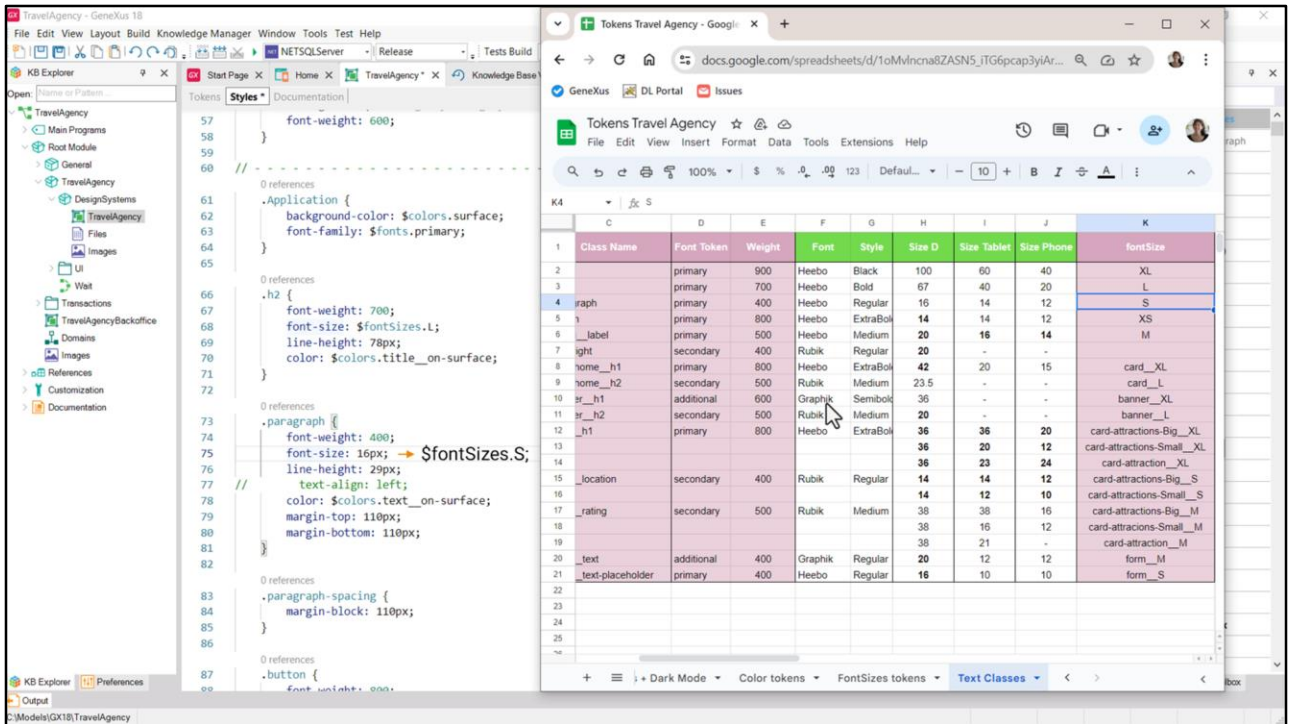 TravelAgency - GeneXus 18
File Edit View Layout Build Knowledge Manager Window Tools Test Help
NETSQLServer Release Tests Build
KB Explorer
Open: Name or Pattern
TravelAgency
Main Programs
Root Module
General
TravelAgency
DesignSystems
TravelAgency
Files
Images
UI
Wait
Transactions
TravelAgencyBackoffice
Domains
Images
References
Customization
Documentation
KB Explorer Preferences
Output
C:\Models\GX18\TravelAgency
Start Page Home TravelAgency* Knowledge Base
Tokens Styles * Documentation
57 font-weight: 600;
58 }
59
60 // - - - - - - - - - - - - - - - - - - - - - - - - - -
0 references
61 .Application {
62 background-color: $colors.surface;
63 font-family: $fonts.primary;
64 }
65
0 references
66 .h2 {
67 font-weight: 700;
68 font-size: $fontSizes.L;
69 line-height: 78px;
70 color: $colors.title__on-surface;
71 }
72
0 references
73 .paragraph {
74 font-weight: 400;
75 font-size: 16px; → $fontSizes.S;
76 line-height: 29px;
77 // text-align: left;
78 color: $colors.text__on-surface;
79 margin-top: 110px;
80 margin-bottom: 110px;
81 }
82
0 references
83 .paragraph-spacing {
84 margin-block: 110px;
85 }
86
0 references
87 .button {
Tokens Travel Agency - Google
docs.google.com/spreadsheets/d/1oMvlncna8ZASN5_iTG6pcap3yiAr...
GeneXus DL Portal Issues
Tokens Travel Agency
File Edit View Insert Format Data Tools Extensions Help
100% $ % .0 .00 123 Defaul... - 10 + B I A
K4 fx S
C D E F G H I J K
1 Class Name Font Token Weight Font Style Size D Size Tablet Size Phone fontSize
2 primary 900 Heebo Black 100 60 40 XL
3 primary 700 Heebo Bold 67 40 20 L
4 raph primary 400 Heebo Regular 16 14 12 S
5 primary 800 Heebo ExtraBol 14 14 12 XS
6 __label primary 500 Heebo Medium 20 16 14 M
7 ight secondary 400 Rubik Regular 20 - -
8 home__h1 primary 800 Heebo ExtraBol 42 20 15 card__XL
9 home__h2 secondary 500 Rubik Medium 23.5 - - card__L
10 er__h1 additional 600 Graphik Semibold 36 - - banner__XL
11 er__h2 secondary 500 Rubik Medium 20 - - banner__L
12 _h1 primary 800 Heebo ExtraBol 36 36 20 card-attractions-Big__XL
13 36 20 12 card-attractions-Small__XL
14 36 23 24 card-attraction__XL
15 _location secondary 400 Rubik Regular 14 14 12 card-attractions-Big__S
16 14 12 10 card-attractions-Small__S
17 _rating secondary 500 Rubik Medium 38 38 16 card-attractions-Big__M
18 38 16 12 card-attracions-Small__M
19 38 21 - card-attraction__M
20 _text additional 400 Graphik Regular 20 12 12 form__M
21 _text-placeholder primary 400 Heebo Regular 16 10 10 form__S
22
23
24
25
+ Dark Mode Color tokens FontSizes tokens Text Classes